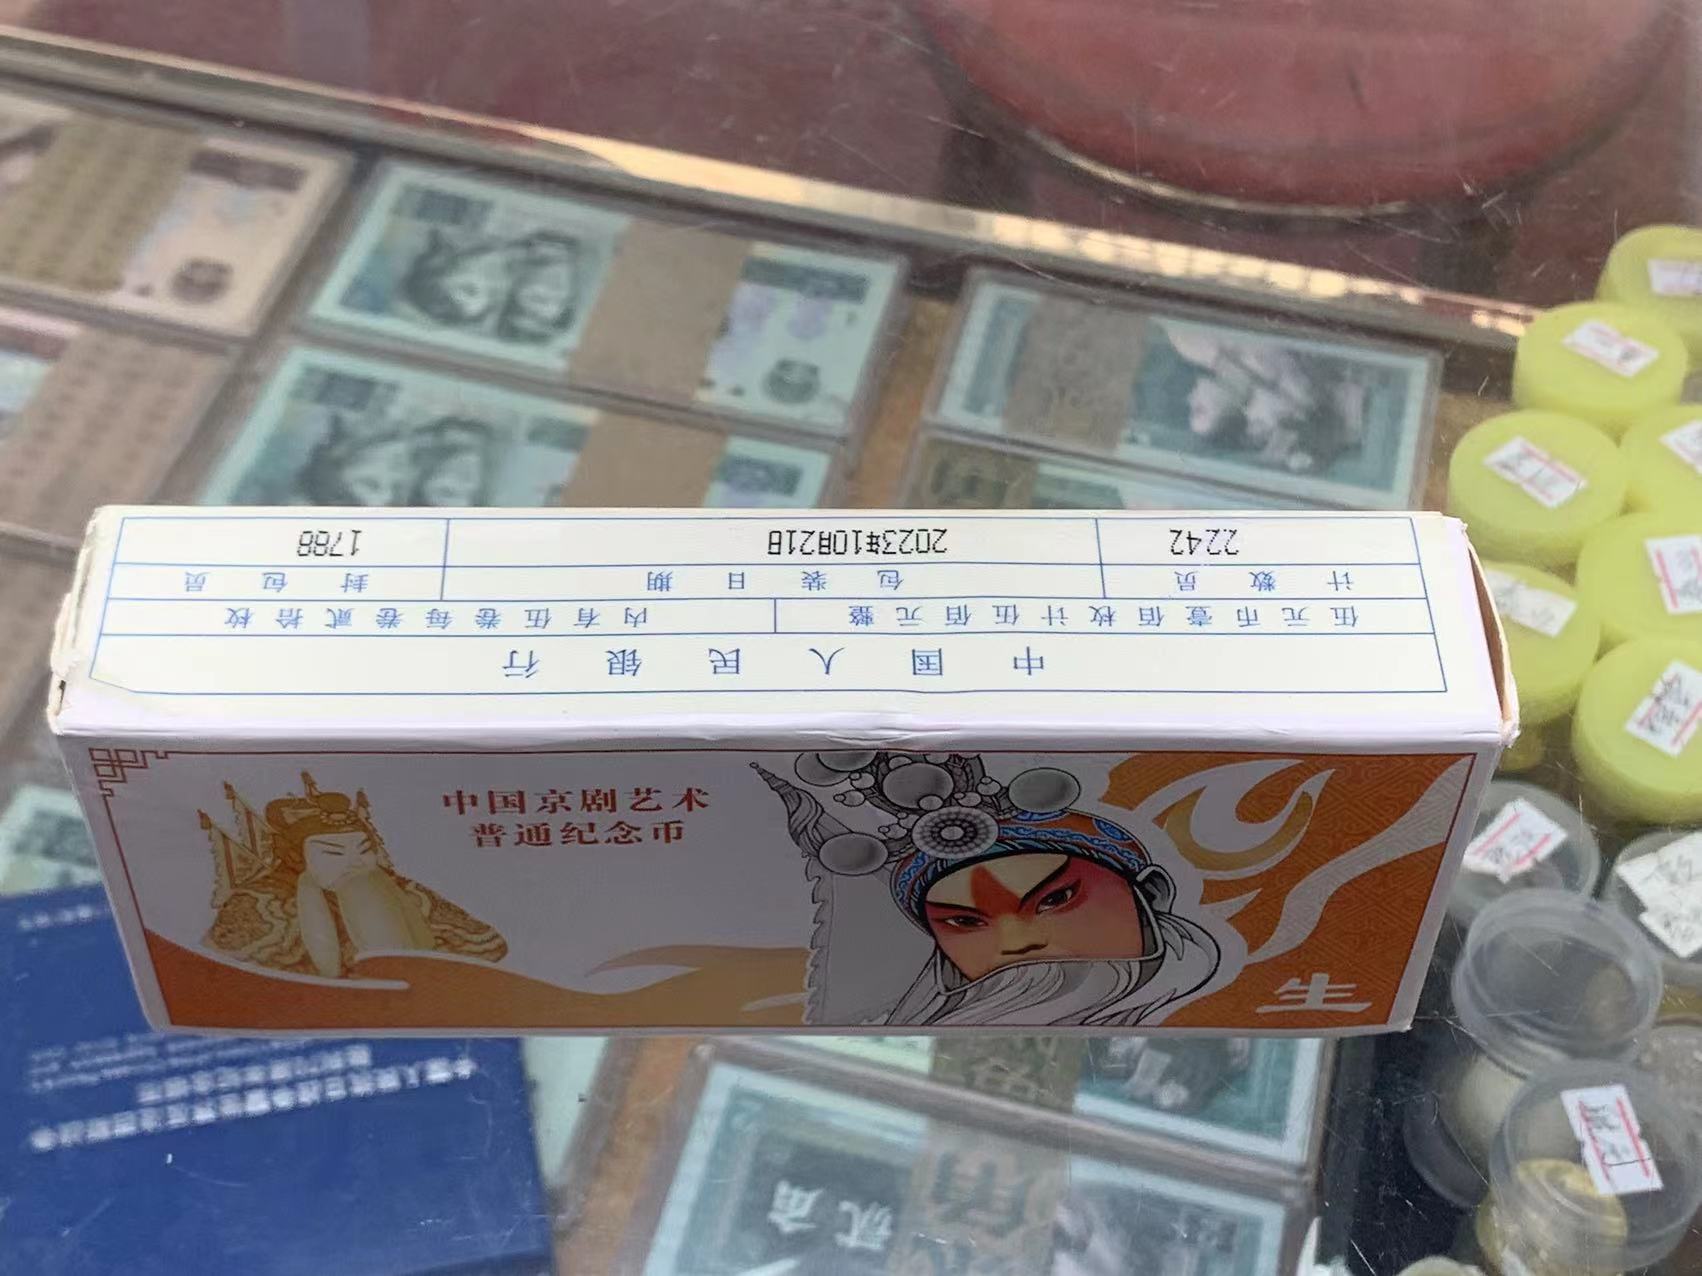 中国人民银行
伍元币壹佰枚计伍佰元整 内有伍卷每卷贰拾枚
计数员 包装日期 封包员
2242 2023年10月21日 1788
中国京剧艺术
普通纪念币
生